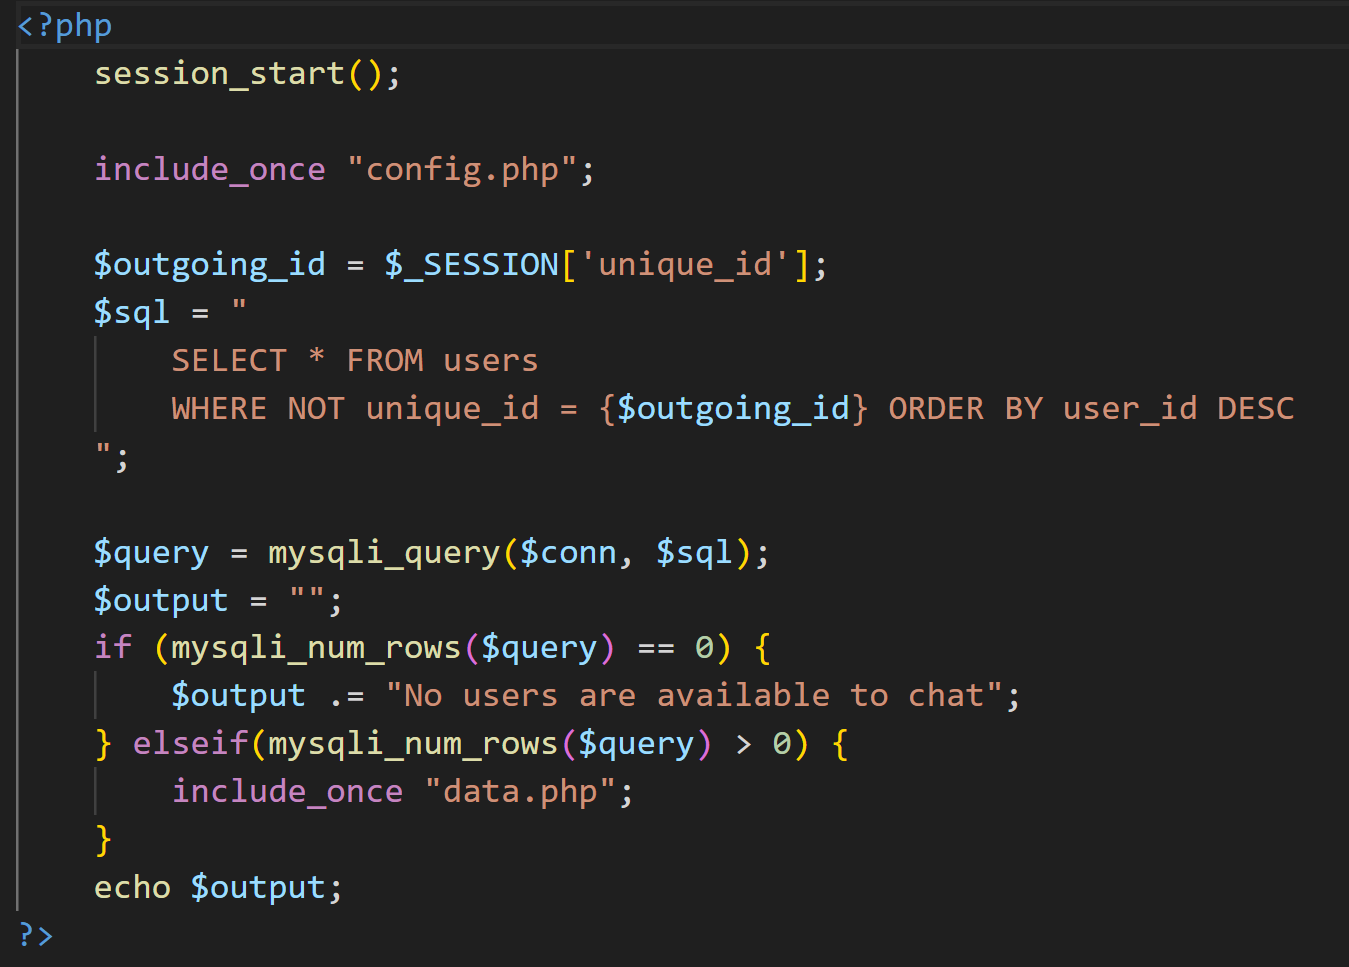 <?php
session_start();
include_once "config.php";
$outgoing_id = $_SESSION['unique_id'];
$sql = "
SELECT * FROM users
WHERE NOT unique_id = {$outgoing_id} ORDER BY user_id DESC
";
$query = mysqli_query($conn, $sql);
$output = "";
if (mysqli_num_rows($query) == 0) {
$output .= "No users are available to chat";
} elseif(mysqli_num_rows($query) > 0) {
include_once "data.php";
}
echo $output;
?>